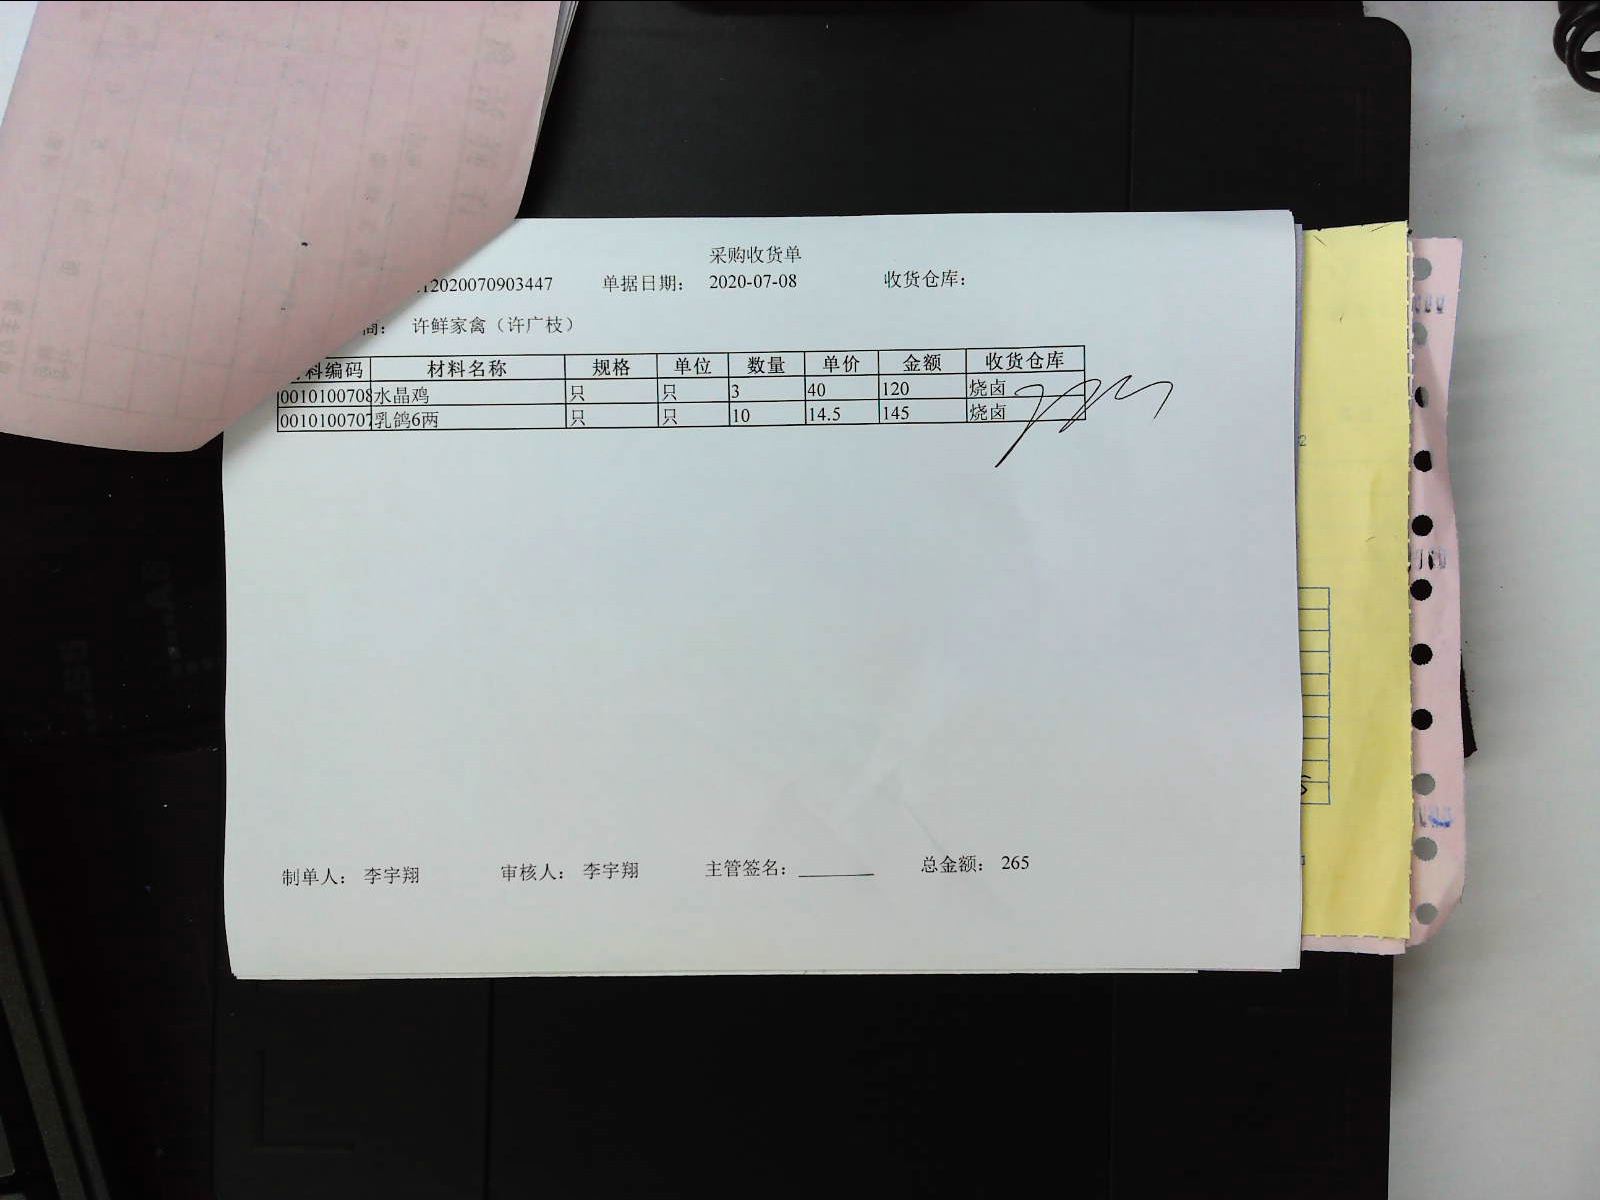 采购收货单
12020070903447 单据日期： 2020-07-08 收货仓库：
商： 许鲜家禽（许广枝）
料编码 材料名称 规格 单位 数量 单价 金额 收货仓库
0010100708 水晶鸡 只 只 3 40 120 烧卤
0010100707 乳鸽6两 只 只 10 14.5 145 烧卤
制单人： 李宇翔 审核人： 李宇翔 主管签名： 总金额： 265